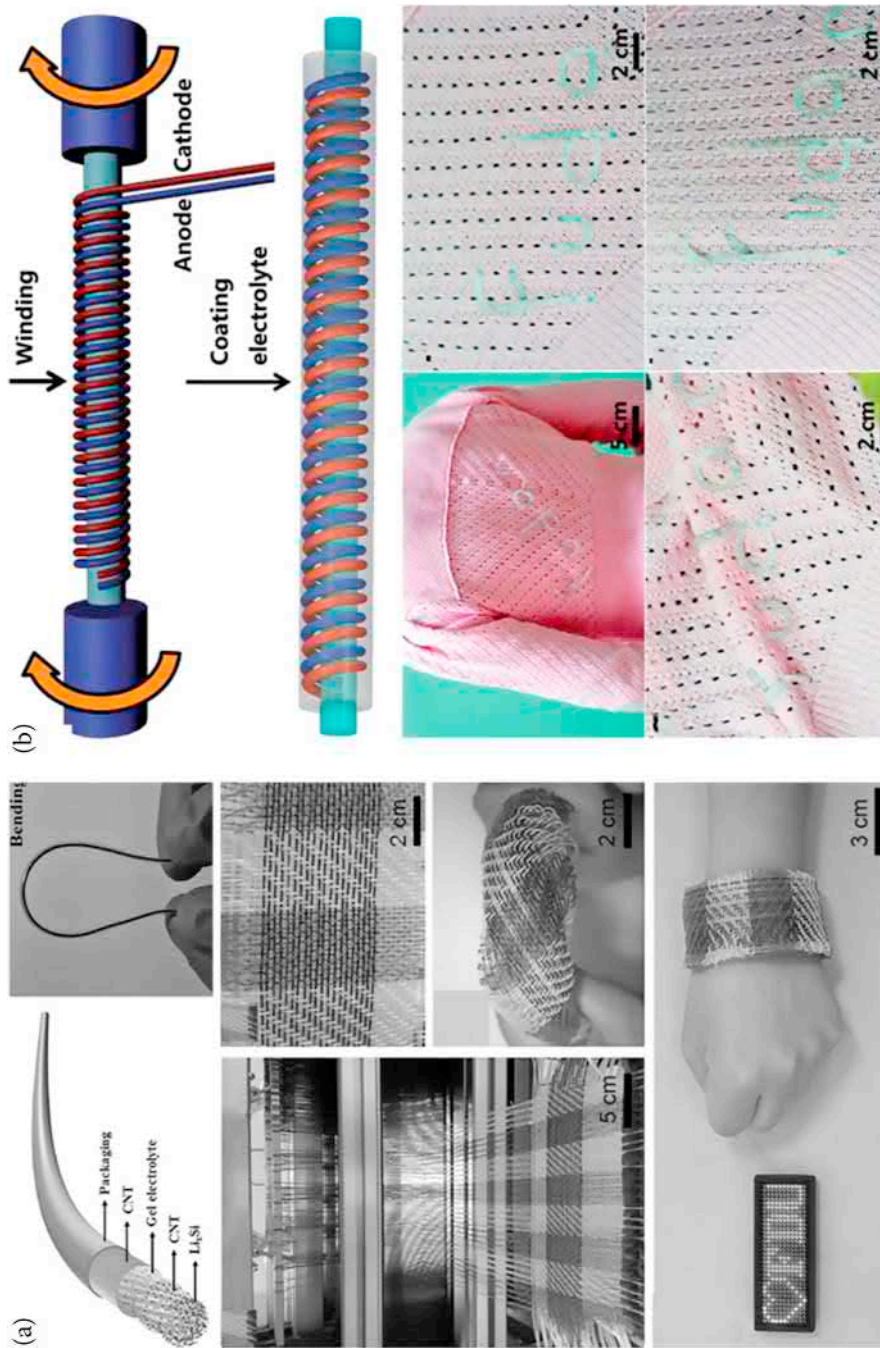 (a)
Packaging
CNT
Gel electrolyte
CNT
LixSi
Bending
5 cm
2 cm
2 cm
3 cm
(b)
Winding
Anode
Cathode
Coating
electrolyte
5 cm
2 cm
2 cm
2 cm